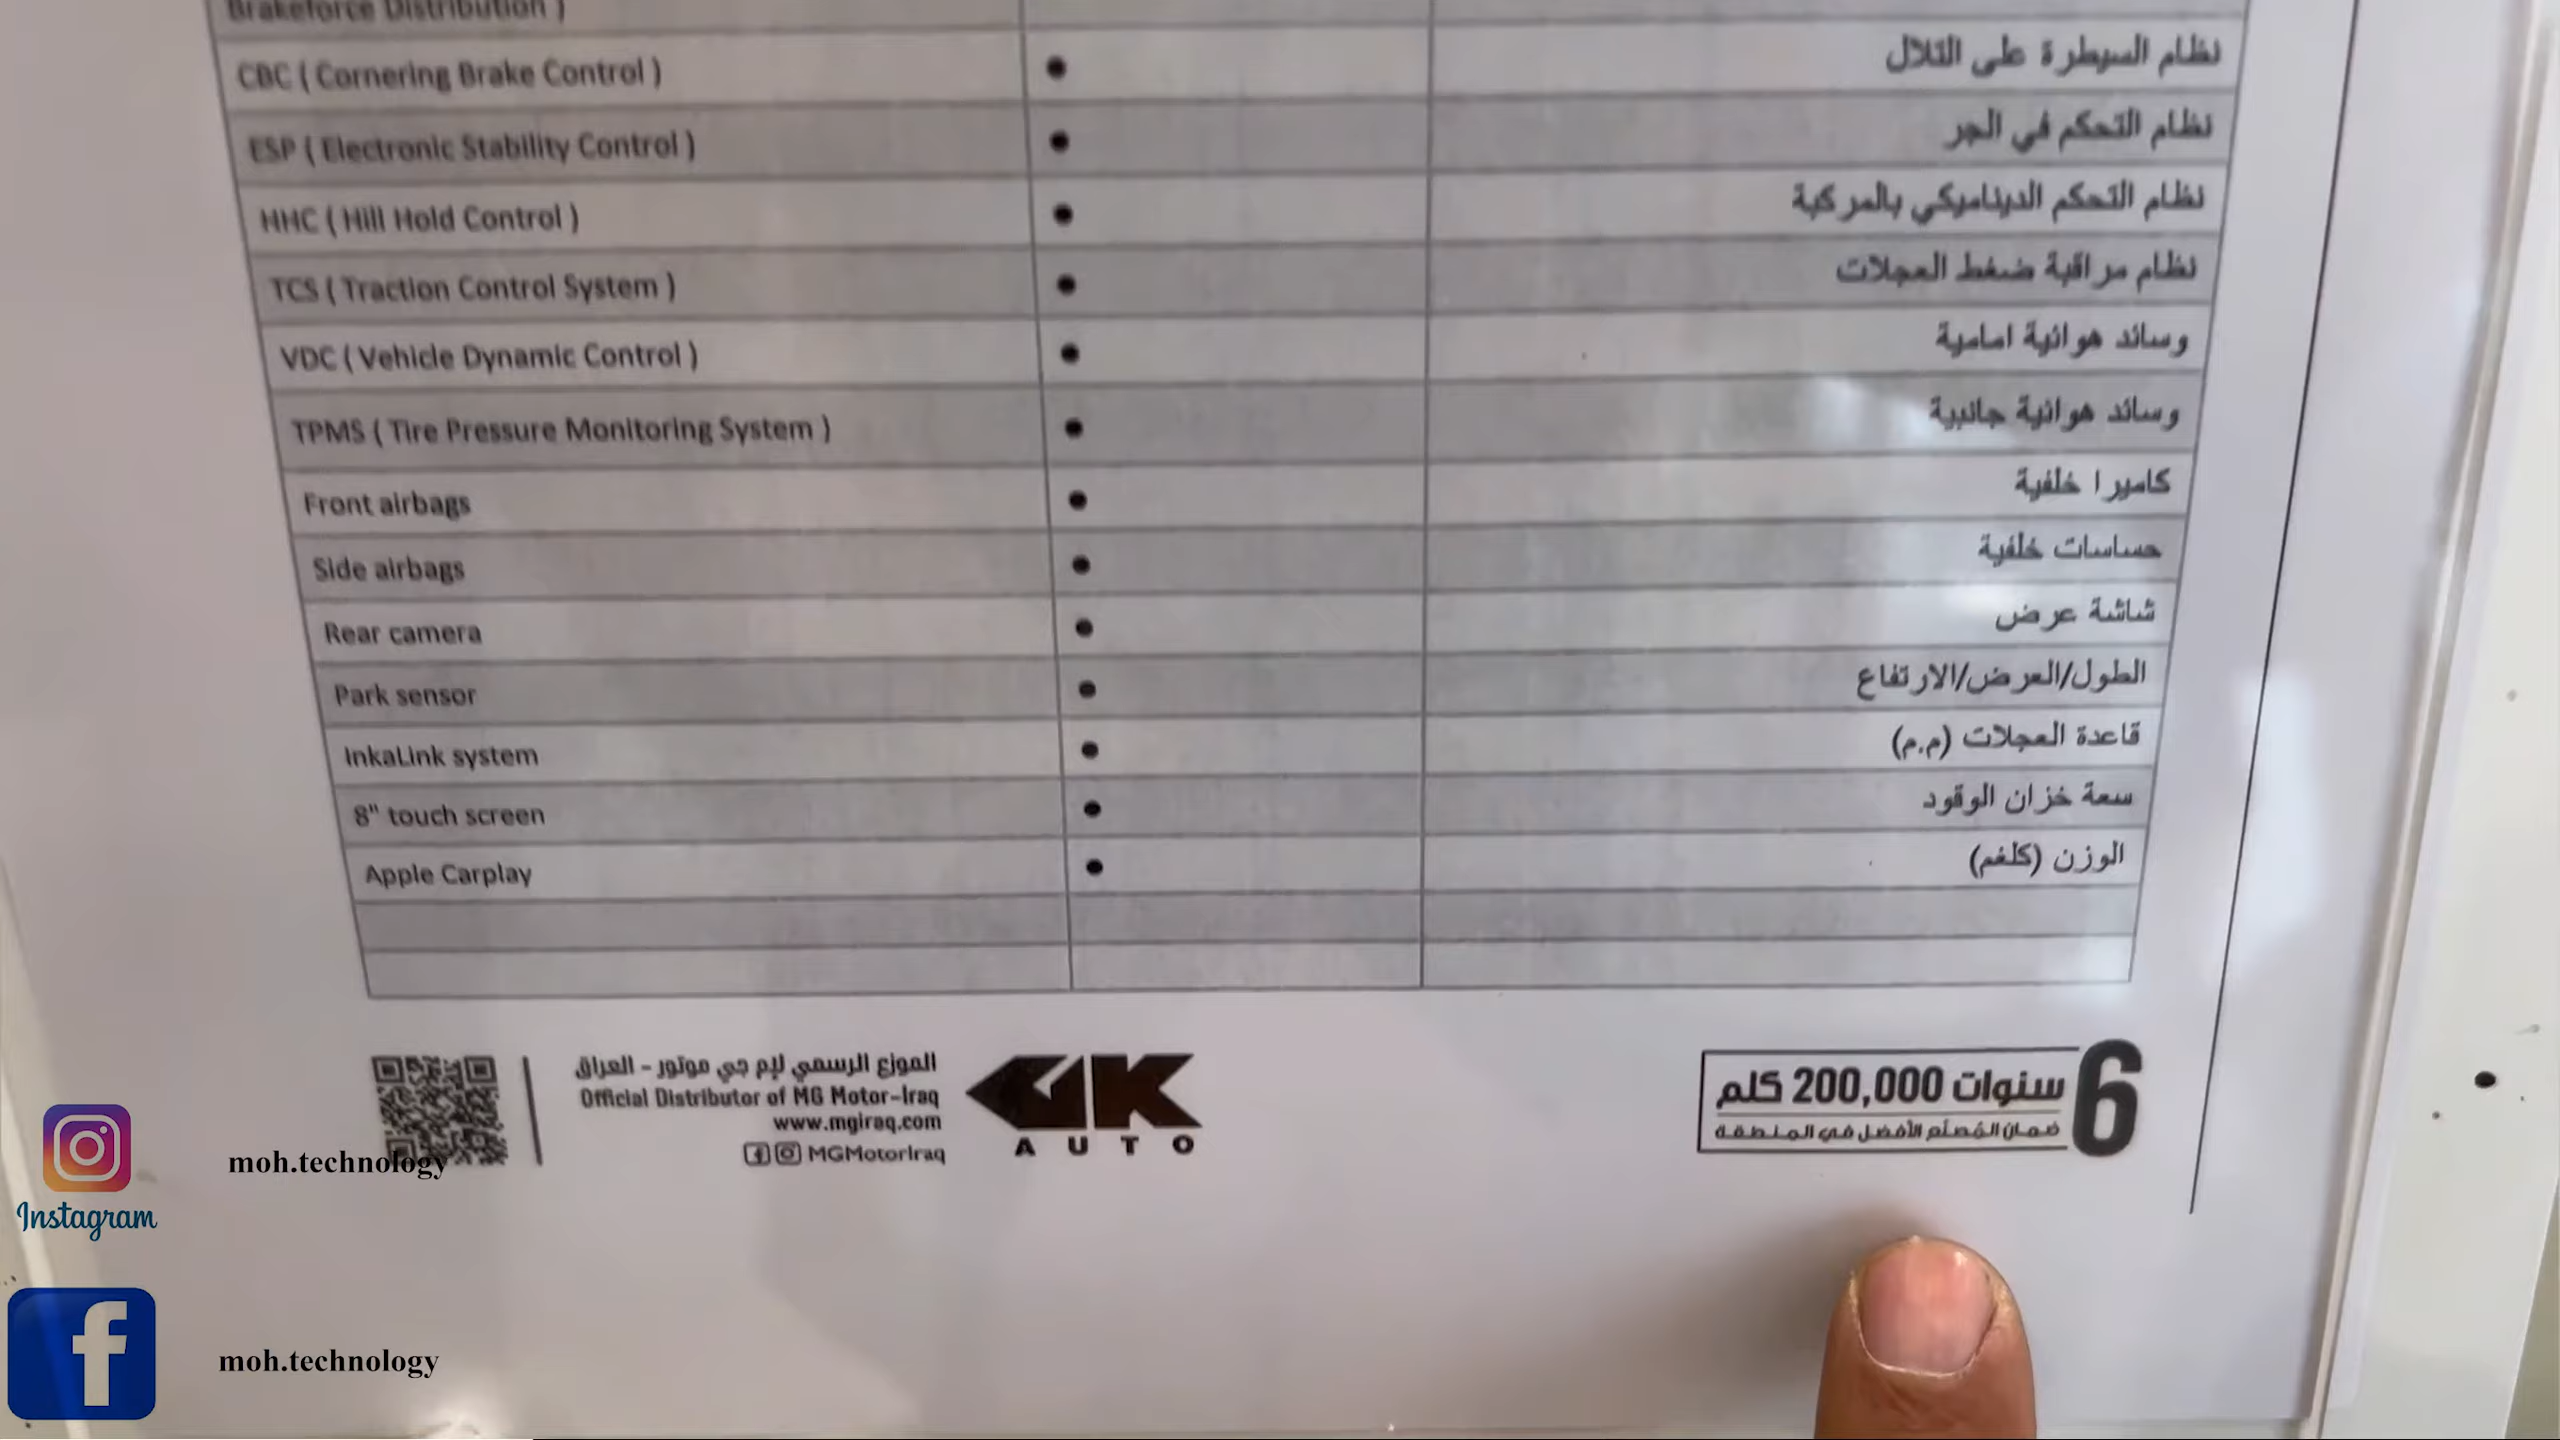 Brakeforce Distribution )
CBC ( Cornering Brake Control ) ● نظام السيطرة على التلال
ESP ( Electronic Stability Control ) ● نظام التحكم في الجر
HHC ( Hill Hold Control ) ● نظام التحكم الديناميكي بالمركبة
TCS ( Traction Control System ) ● نظام مراقبة ضغط العجلات
VDC ( Vehicle Dynamic Control ) ● وسائد هوائية امامية
TPMS ( Tire Pressure Monitoring System ) ● وسائد هوائية جانبية
Front airbags ● كاميرا خلفية
Side airbags ● حساسات خلفية
Rear camera ● شاشة عرض
Park sensor ● الطول/العرض/الارتفاع
InkaLink system ● قاعدة العجلات (م.م)
8" touch screen ● سعة خزان الوقود
Apple Carplay ● الوزن (كلغم)
الموزع الرسمي لإم جي موتور - العراق
Official Distributor of MG Motor-Iraq
www.mgiraq.com
MGMotorIraq
UK
AUTO
6 سنوات 200,000 كلم
ضمان المُصنّع الأفضل في المنطقة
moh.technology
Instagram
moh.technology